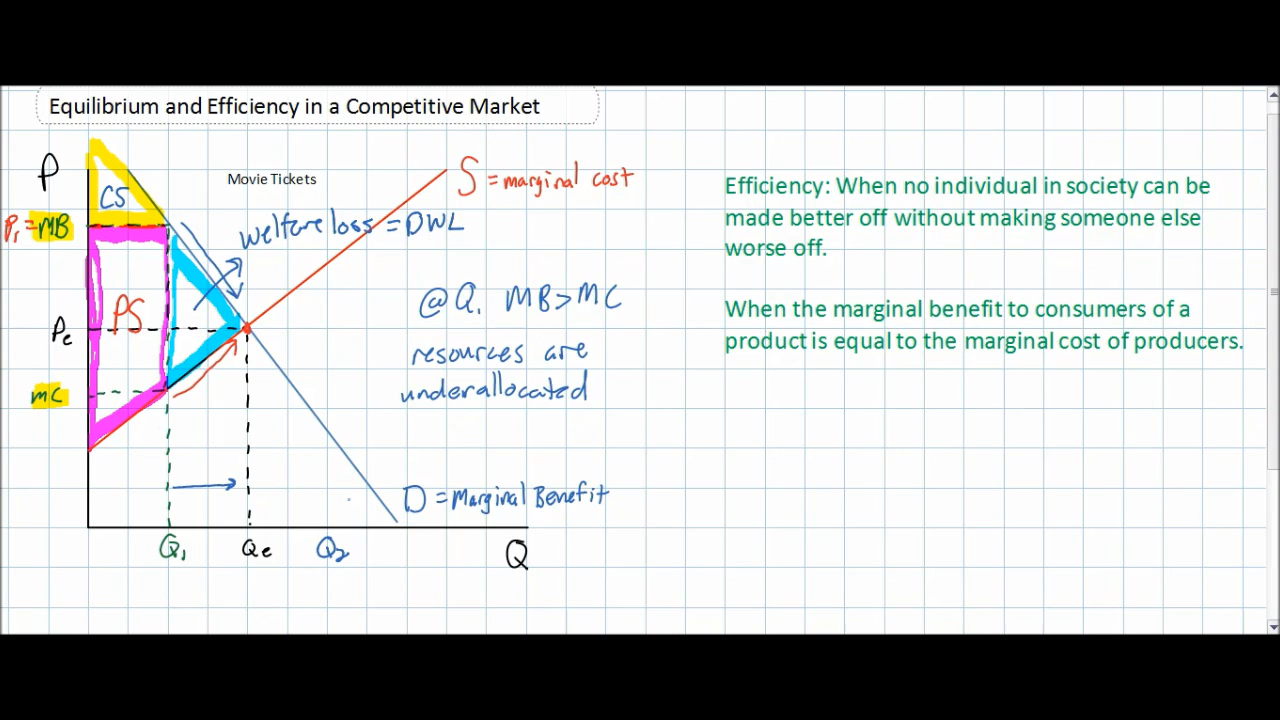 Equilibrium and Efficiency in a Competitive Market
P
Movie Tickets
S = marginal cost
CS
P₁ = MB
welfare loss = DWL
Efficiency: When no individual in society can be
made better off without making someone else
worse off.
When the marginal benefit to consumers of a
product is equal to the marginal cost of producers.
@ Q₁ MB > MC
resources are
underallocated
PS
Pe
MC
D = Marginal Benefit
Q₁
Qe
Q₂
Q